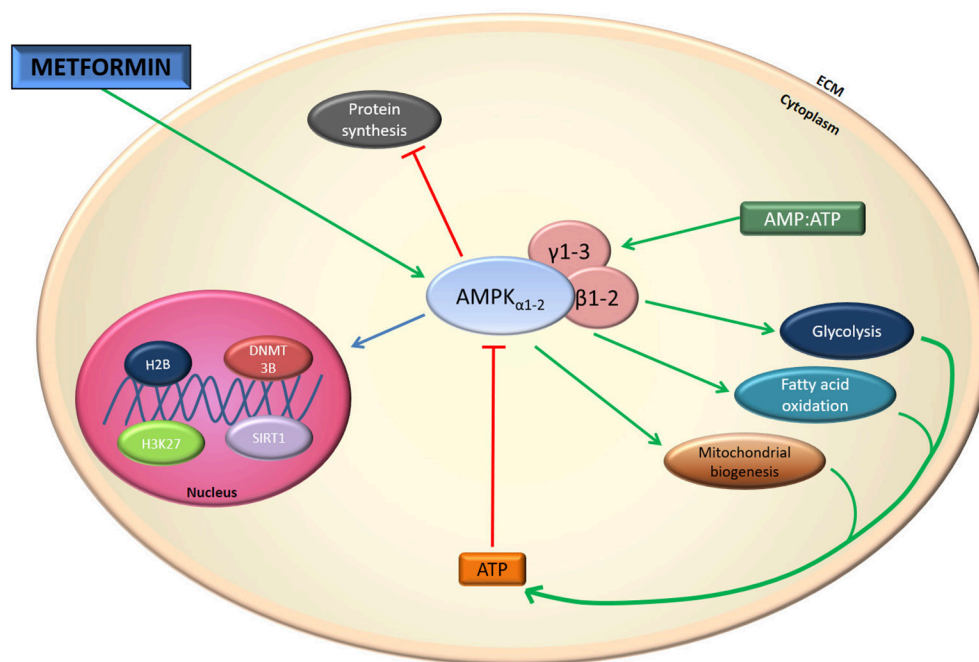 METFORMIN
ECM
Cytoplasm
Protein
synthesis
AMP:ATP
γ1-3
AMPKα1-2
β1-2
Glycolysis
H2B
DNMT
3B
Fatty acid
oxidation
H3K27
SIRT1
Mitochondrial
biogenesis
Nucleus
ATP